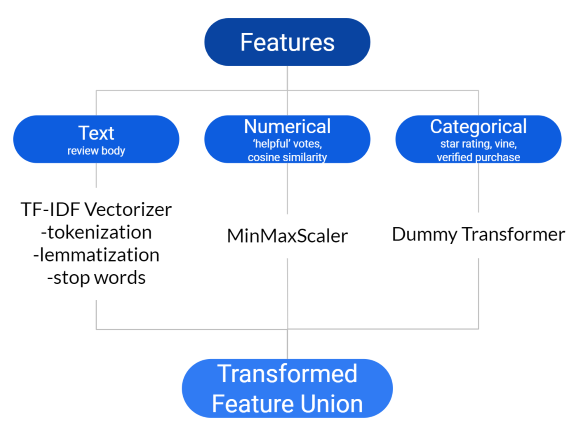 Features
Text
review body
Numerical
'helpful' votes,
cosine similarity
Categorical
star rating, vine,
verified purchase
TF-IDF Vectorizer
-tokenization
-lemmatization
-stop words
MinMaxScaler
Dummy Transformer
Transformed
Feature Union